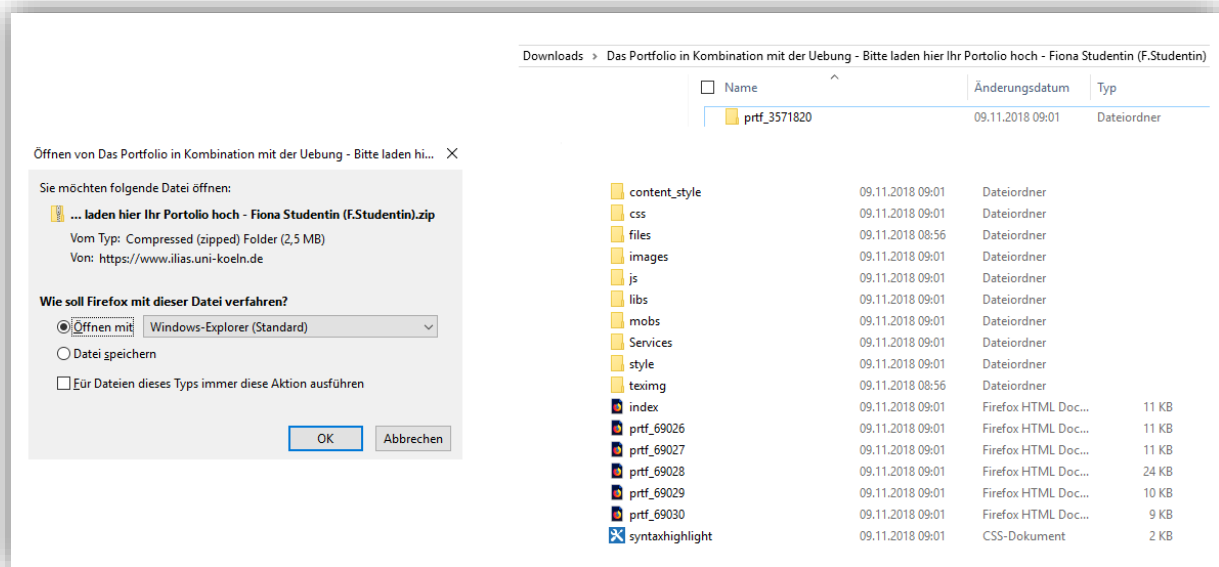 Downloads > Das Portfolio in Kombination mit der Uebung - Bitte laden hier Ihr Portolio hoch - Fiona Studentin (F.Studentin)
Name Änderungsdatum Typ
prtf_3571820 09.11.2018 09:01 Dateiordner
Öffnen von Das Portfolio in Kombination mit der Uebung - Bitte laden hi...
Sie möchten folgende Datei öffnen:
... laden hier Ihr Portolio hoch - Fiona Studentin (F.Studentin).zip
Vom Typ: Compressed (zipped) Folder (2,5 MB)
Von: https://www.ilias.uni-koeln.de
Wie soll Firefox mit dieser Datei verfahren?
Öffnen mit Windows-Explorer (Standard)
Datei speichern
Für Dateien dieses Typs immer diese Aktion ausführen
OK Abbrechen
content_style 09.11.2018 09:01 Dateiordner
css 09.11.2018 09:01 Dateiordner
files 09.11.2018 08:56 Dateiordner
images 09.11.2018 09:01 Dateiordner
js 09.11.2018 09:01 Dateiordner
libs 09.11.2018 09:01 Dateiordner
mobs 09.11.2018 09:01 Dateiordner
Services 09.11.2018 09:01 Dateiordner
style 09.11.2018 09:01 Dateiordner
teximg 09.11.2018 08:56 Dateiordner
index 09.11.2018 09:01 Firefox HTML Doc... 11 KB
prtf_69026 09.11.2018 09:01 Firefox HTML Doc... 11 KB
prtf_69027 09.11.2018 09:01 Firefox HTML Doc... 11 KB
prtf_69028 09.11.2018 09:01 Firefox HTML Doc... 24 KB
prtf_69029 09.11.2018 09:01 Firefox HTML Doc... 10 KB
prtf_69030 09.11.2018 09:01 Firefox HTML Doc... 9 KB
syntaxhighlight 09.11.2018 09:01 CSS-Dokument 2 KB